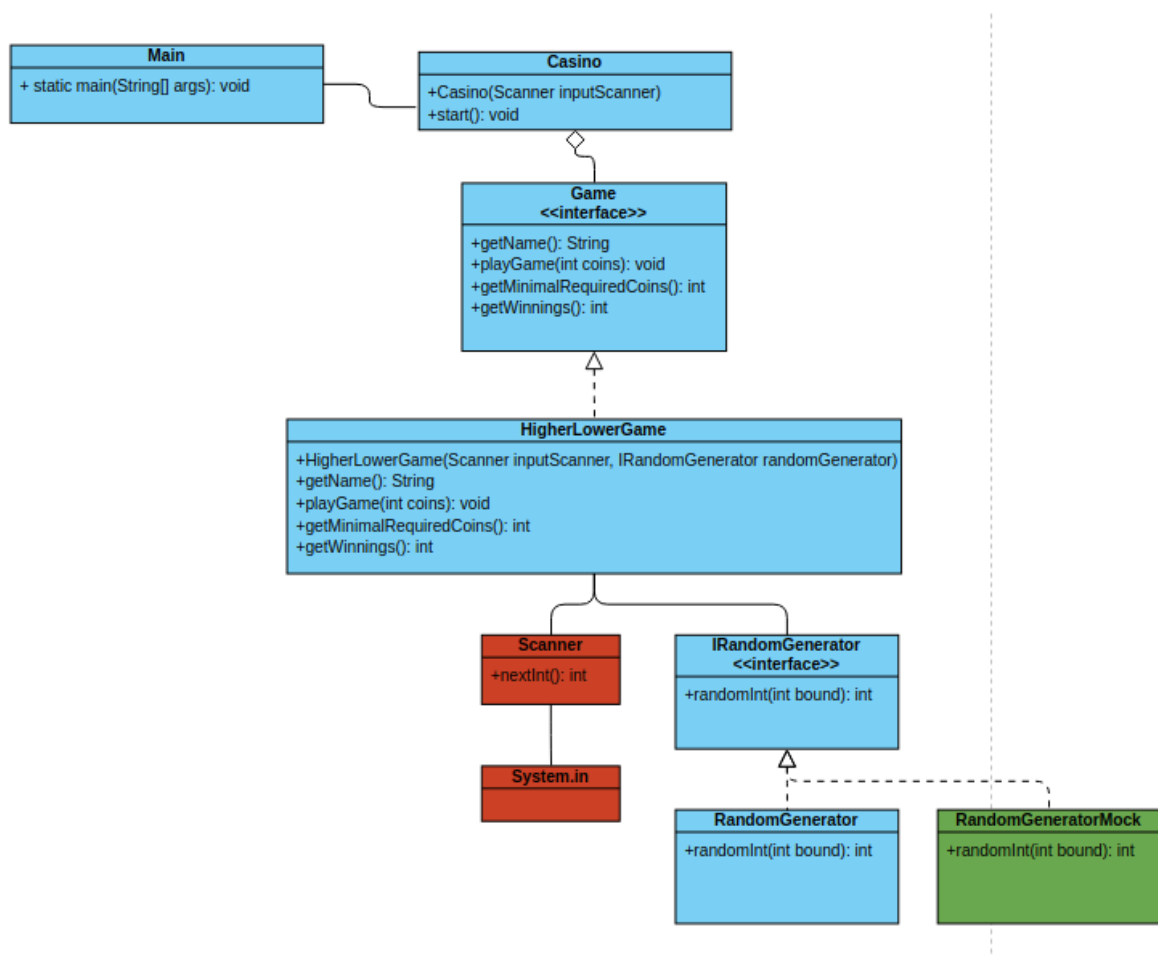 Main
+ static main(String[] args): void
Casino
+Casino(Scanner inputScanner)
+start(): void
Game
<<interface>>
+getName(): String
+playGame(int coins): void
+getMinimalRequiredCoins(): int
+getWinnings(): int
HigherLowerGame
+HigherLowerGame(Scanner inputScanner, IRandomGenerator randomGenerator)
+getName(): String
+playGame(int coins): void
+getMinimalRequiredCoins(): int
+getWinnings(): int
Scanner
+nextInt(): int
IRandomGenerator
<<interface>>
+randomInt(int bound): int
System.in
RandomGenerator
+randomInt(int bound): int
RandomGeneratorMock
+randomInt(int bound): int